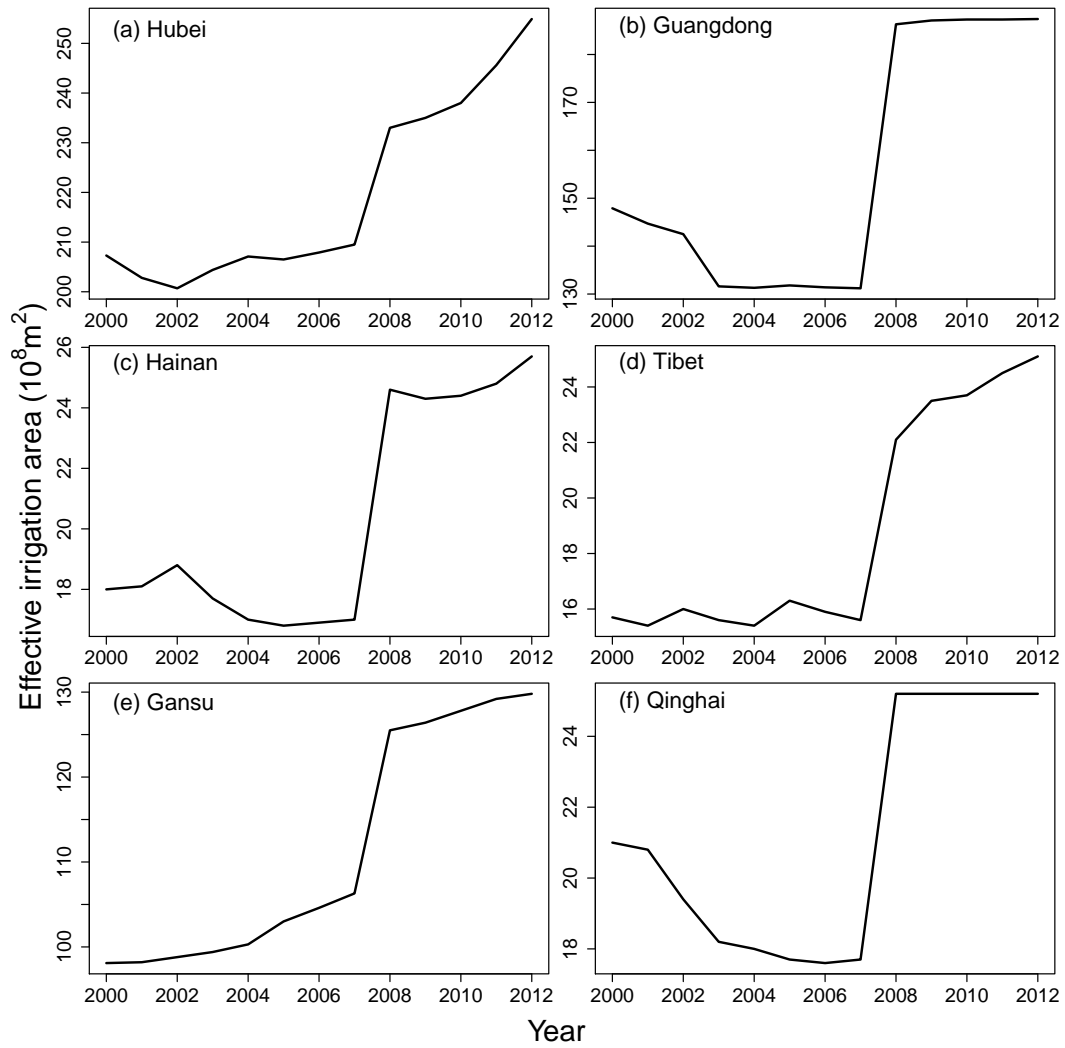 Effective irrigation area (10⁸m²)
(a) Hubei
200 210 220 230 240 250
2000 2002 2004 2006 2008 2010 2012
(b) Guangdong
130 150 170
2000 2002 2004 2006 2008 2010 2012
(c) Hainan
18 20 22 24 26
2000 2002 2004 2006 2008 2010 2012
(d) Tibet
16 18 20 22 24
2000 2002 2004 2006 2008 2010 2012
(e) Gansu
100 110 120 130
2000 2002 2004 2006 2008 2010 2012
(f) Qinghai
18 20 22 24
2000 2002 2004 2006 2008 2010 2012
Year